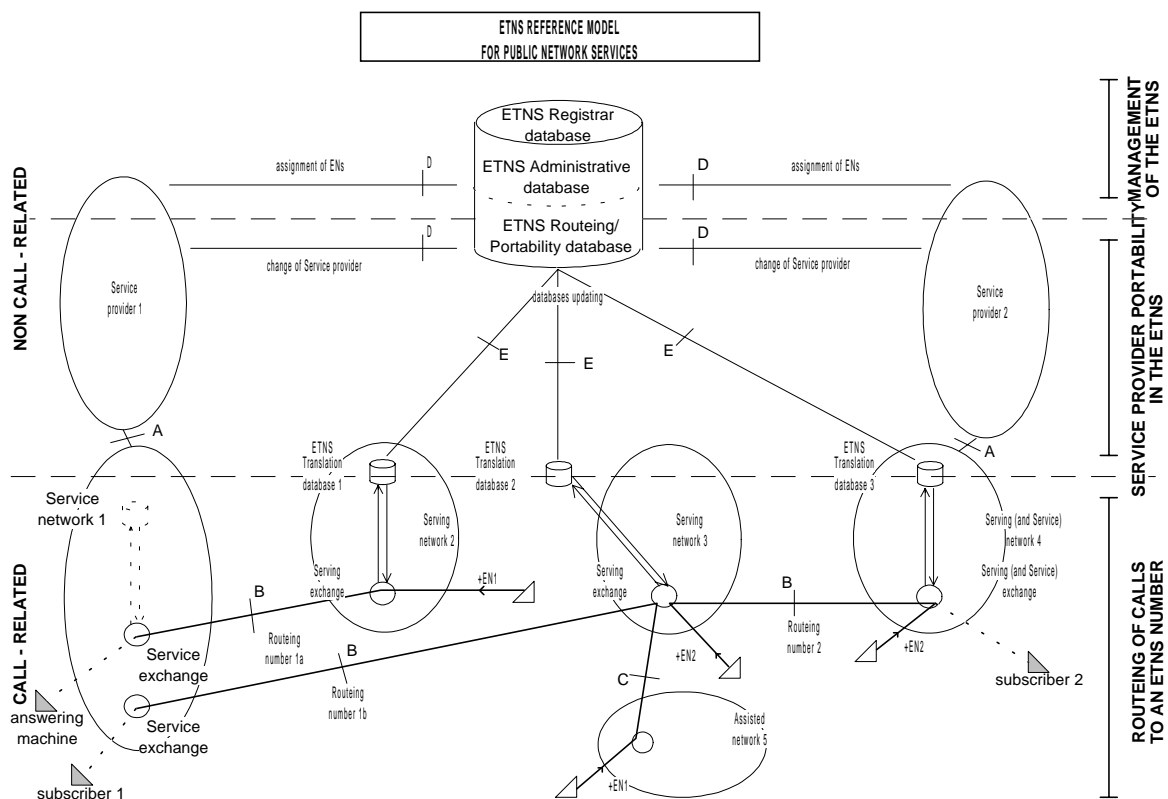 ETNS REFERENCE MODEL
FOR PUBLIC NETWORK SERVICES
ETNS Registrar
database
ETNS Administrative
database
ETNS Routeing/
Portability database
assignment of ENs
D
D
assignment of ENs
D
change of Service provider
D
change of Service provider
Service
provider 1
Service
provider 2
databases updating
E
E
E
A
A
NON CALL - RELATED
CALL - RELATED
MANAGEMENT
OF THE ETNS
SERVICE PROVIDER PORTABILITY
IN THE ETNS
ROUTEING OF CALLS
TO AN ETNS NUMBER
ETNS
Translation
database 1
ETNS
Translation
database 2
ETNS
Translation
database 3
Service
network 1
Serving
network 2
Serving
network 3
Serving (and Service)
network 4
Serving
exchange
Serving
exchange
Serving (and Service)
exchange
+EN1
B
Routeing
number 1a
B
Routeing
number 1b
B
Routeing
number 2
+EN2
+EN2
C
Service
exchange
Service
exchange
answering
machine
subscriber 1
subscriber 2
Assisted
network 5
+EN1